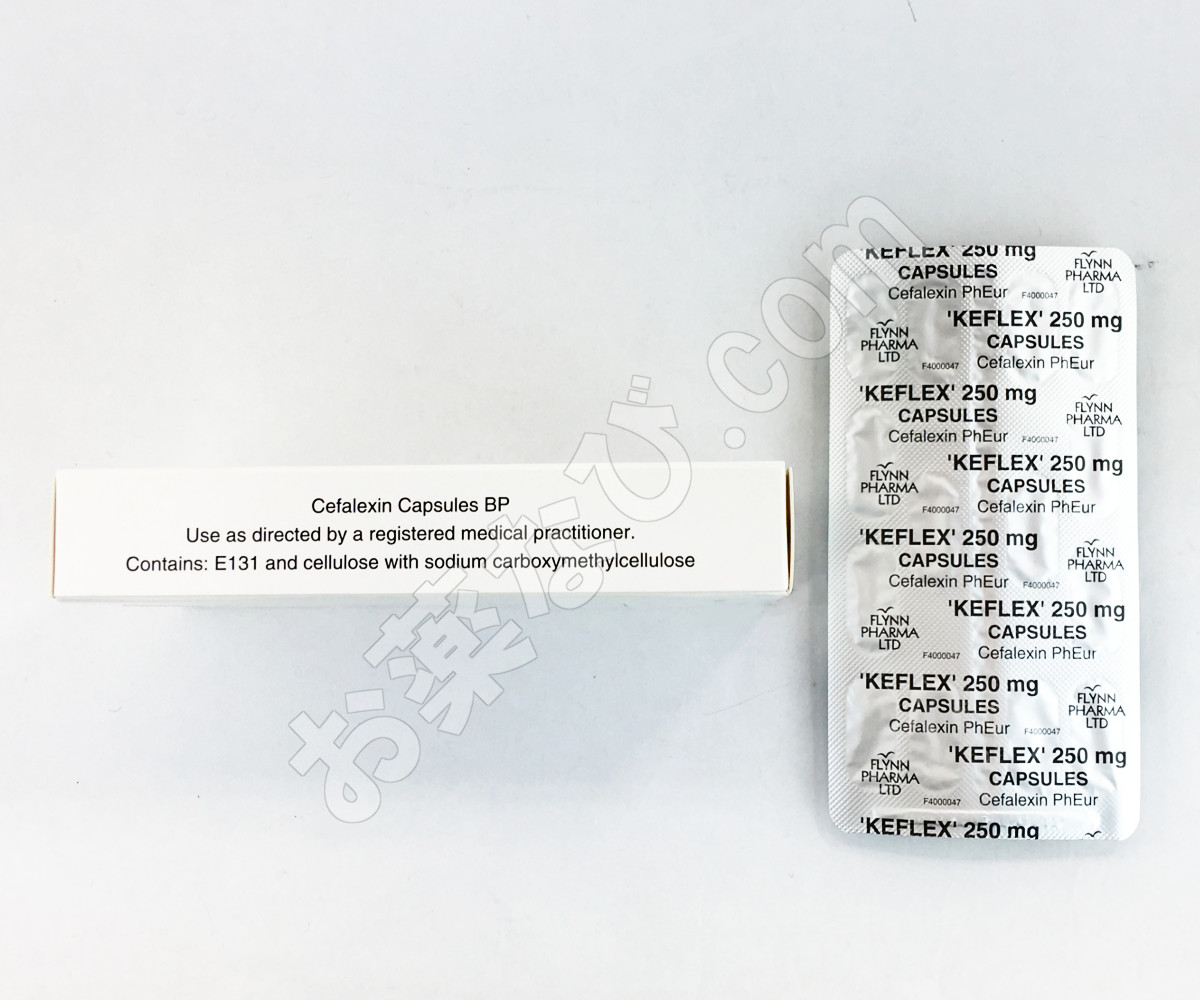 Cefalexin Capsules BP
Use as directed by a registered medical practitioner.
Contains: E131 and cellulose with sodium carboxymethylcellulose
お薬なび.com
'KEFLEX' 250 mg
CAPSULES
Cefalexin PhEur F4000047
FLYNN
PHARMA
LTD
FLYNN
PHARMA
LTD
'KEFLEX' 250 mg
CAPSULES
F4000047 Cefalexin PhEur
'KEFLEX' 250 mg
CAPSULES
Cefalexin PhEur F4000047
FLYNN
PHARMA
LTD
FLYNN
PHARMA
LTD
'KEFLEX' 250 mg
CAPSULES
F4000047 Cefalexin PhEur
'KEFLEX' 250 mg
CAPSULES
Cefalexin PhEur F4000047
FLYNN
PHARMA
LTD
FLYNN
PHARMA
LTD
'KEFLEX' 250 mg
CAPSULES
F4000047 Cefalexin PhEur
'KEFLEX' 250 mg
CAPSULES
Cefalexin PhEur F4000047
FLYNN
PHARMA
LTD
FLYNN
PHARMA
LTD
'KEFLEX' 250 mg
CAPSULES
F4000047 Cefalexin PhEur
'KEFLEX' 250 mg